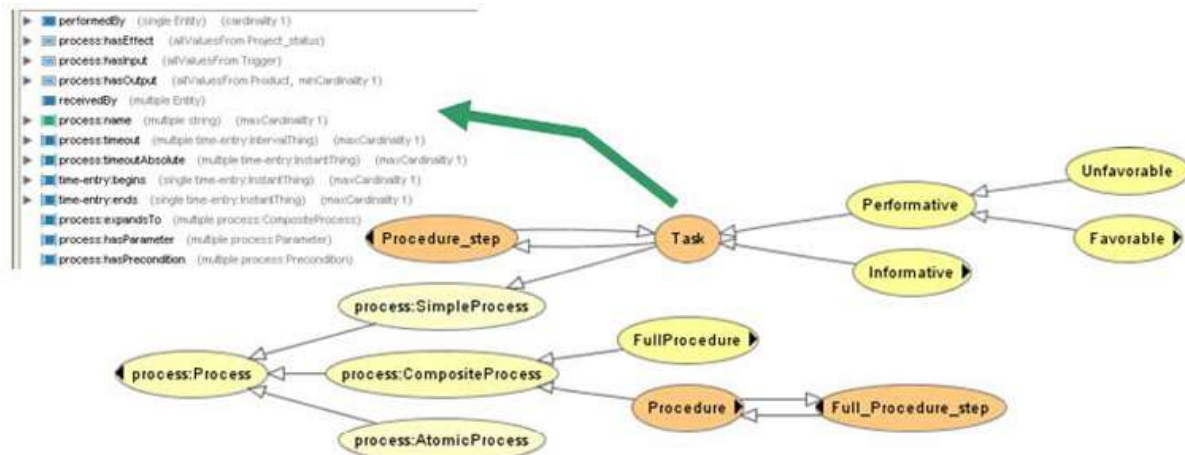 performedBy (single Entity) (cardinality 1)
process:hasEffect (allValuesFrom Project_status)
process:hasInput (allValuesFrom Trigger)
process:hasOutput (allValuesFrom Product, minCardinality 1)
receivedBy (multiple Entity)
process:name (multiple string) (maxCardinality 1)
process:timeout (multiple time-entry:IntervalThing) (maxCardinality 1)
process:timeoutAbsolute (multiple time-entry:InstantThing) (maxCardinality 1)
time-entry:begins (single time-entry:InstantThing) (maxCardinality 1)
time-entry:ends (single time-entry:InstantThing) (maxCardinality 1)
process:expandsTo (multiple process:CompositeProcess)
process:hasParameter (multiple process:Parameter)
process:hasPrecondition (multiple process:Precondition)
Unfavorable
Performative
Procedure_step
Task
Favorable
Informative
process:SimpleProcess
FullProcedure
process:Process
process:CompositeProcess
Procedure
Full_Procedure_step
process:AtomicProcess